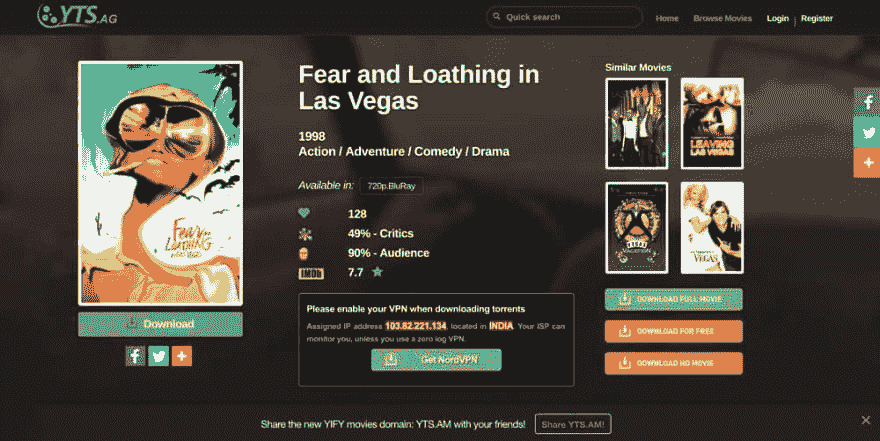 YTS.AG
Quick search
Home
Browse Movies
Login
Register
Fear and Loathing in
Las Vegas
1998
Action / Adventure / Comedy / Drama
Available in:
720p.BluRay
128
49% - Critics
90% - Audience
IMDb
7.7
Please enable your VPN when downloading torrents
Assigned IP address 103.82.221.134, located in INDIA. Your ISP can
monitor you, unless you use a zero log VPN.
Get NordVPN
Fear
LOATHING
Download
Similar Movies
LEAVING
LAS VEGAS
VACATION
VEGAS
DOWNLOAD FULL MOVIE
DOWNLOAD FOR FREE
DOWNLOAD HD MOVIE
Share the new YIFY movies domain: YTS.AM with your friends!
Share YTS.AM!